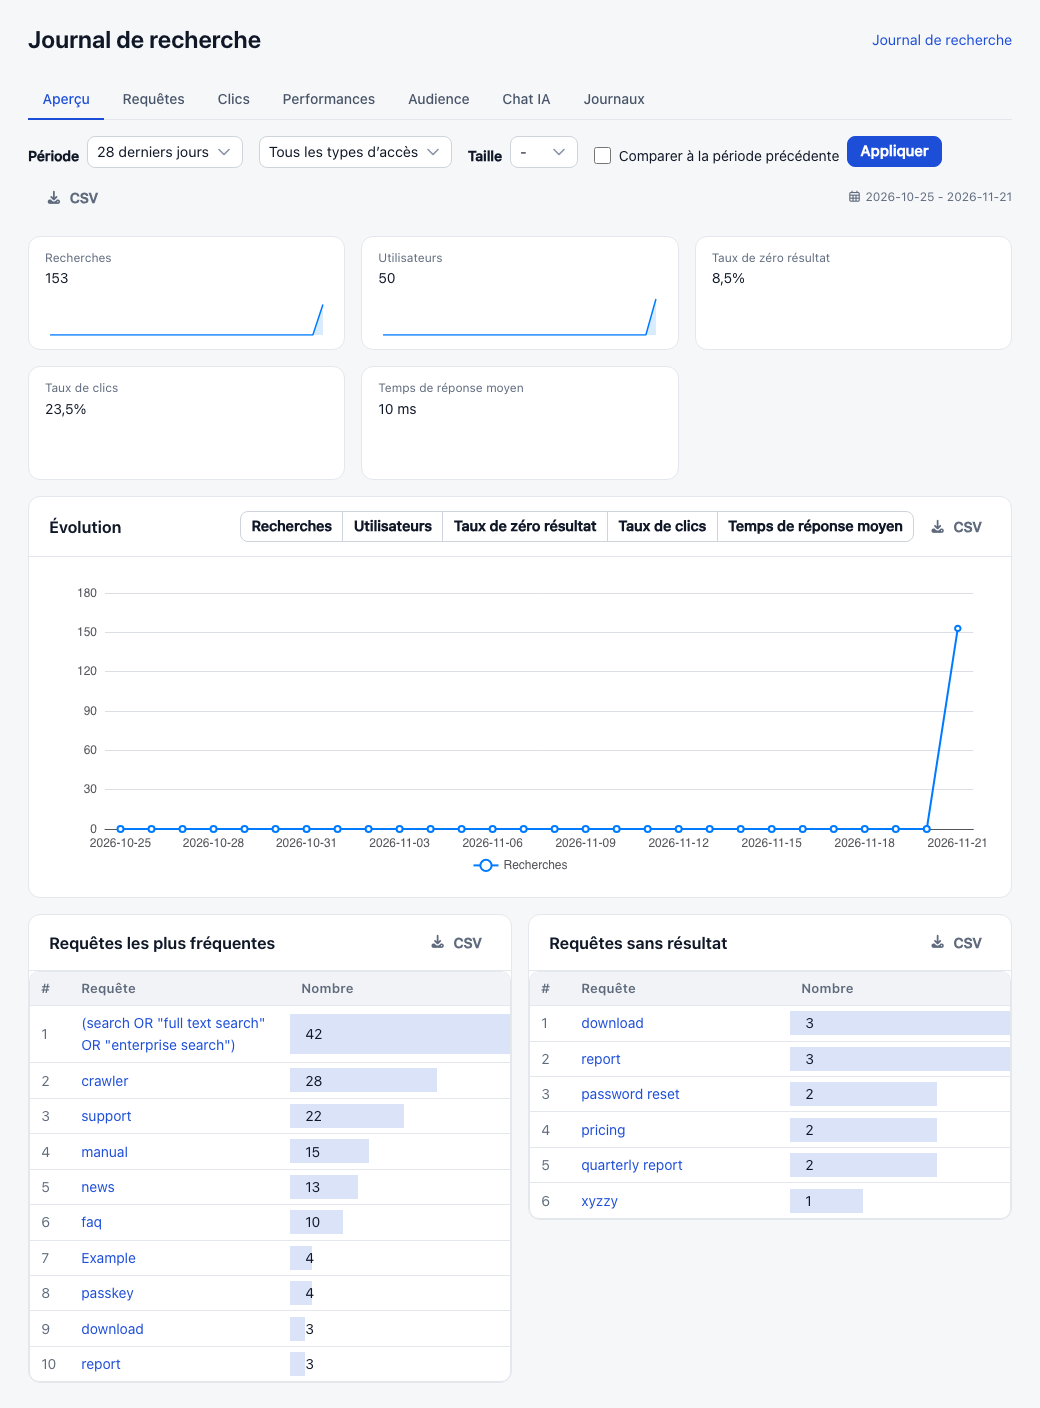 Journal de recherche
Journal de recherche
Aperçu Requêtes Clics Performances Audience Chat IA Journaux
Période 28 derniers jours Tous les types d’accès Taille - Comparer à la période précédente Appliquer
CSV 2026-10-25 - 2026-11-21
Recherches
153
Utilisateurs
50
Taux de zéro résultat
8,5%
Taux de clics
23,5%
Temps de réponse moyen
10 ms
Évolution Recherches Utilisateurs Taux de zéro résultat Taux de clics Temps de réponse moyen CSV
180
150
120
90
60
30
0
2026-10-25 2026-10-28 2026-10-31 2026-11-03 2026-11-06 2026-11-09 2026-11-12 2026-11-15 2026-11-18 2026-11-21
Recherches
Requêtes les plus fréquentes CSV
# Requête Nombre
1 (search OR "full text search" 42
OR "enterprise search")
2 crawler 28
3 support 22
4 manual 15
5 news 13
6 faq 10
7 Example 4
8 passkey 4
9 download 3
10 report 3
Requêtes sans résultat CSV
# Requête Nombre
1 download 3
2 report 3
3 password reset 2
4 pricing 2
5 quarterly report 2
6 xyzzy 1